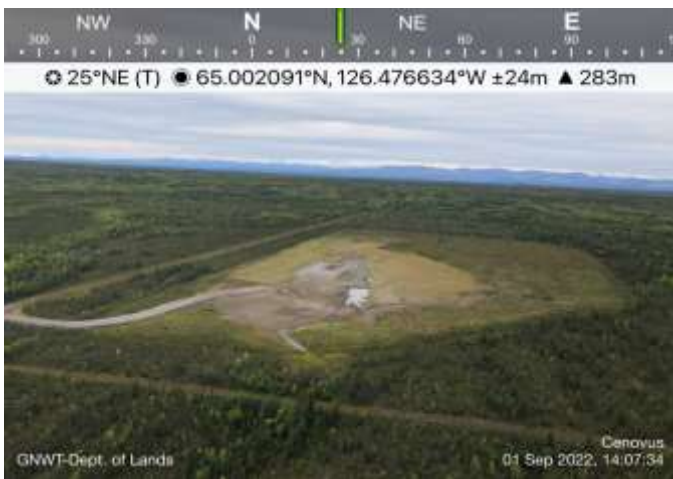 NW N NE E
300 330 0 30 60 90
25°NE (T) 65.002091°N, 126.476634°W ±24m ▲ 283m
Cenovus
GNWT-Dept. of Lands 01 Sep 2022, 14:07:34